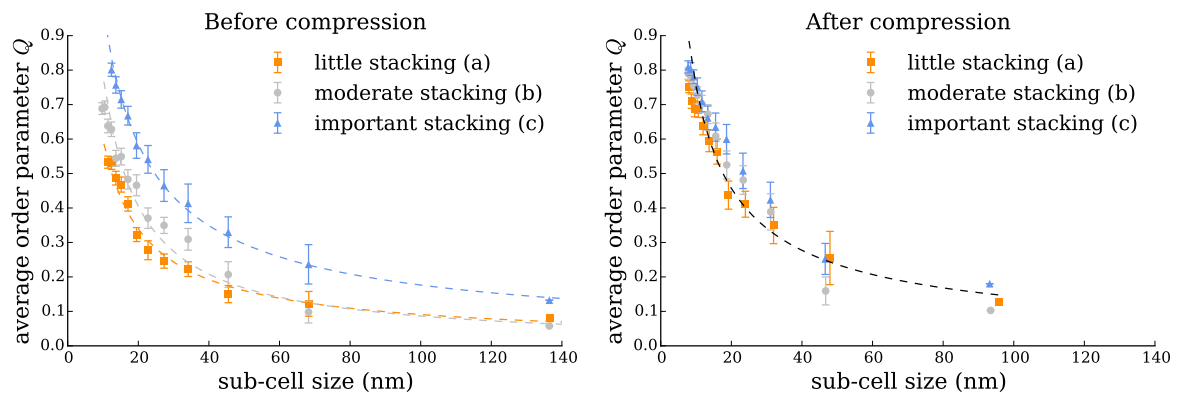 Before compression
average order parameter Q
0.9
0.8
0.7
0.6
0.5
0.4
0.3
0.2
0.1
0.0
little stacking (a)
moderate stacking (b)
important stacking (c)
0 20 40 60 80 100 120 140
sub-cell size (nm)
After compression
average order parameter Q
0.9
0.8
0.7
0.6
0.5
0.4
0.3
0.2
0.1
0.0
little stacking (a)
moderate stacking (b)
important stacking (c)
0 20 40 60 80 100 120 140
sub-cell size (nm)